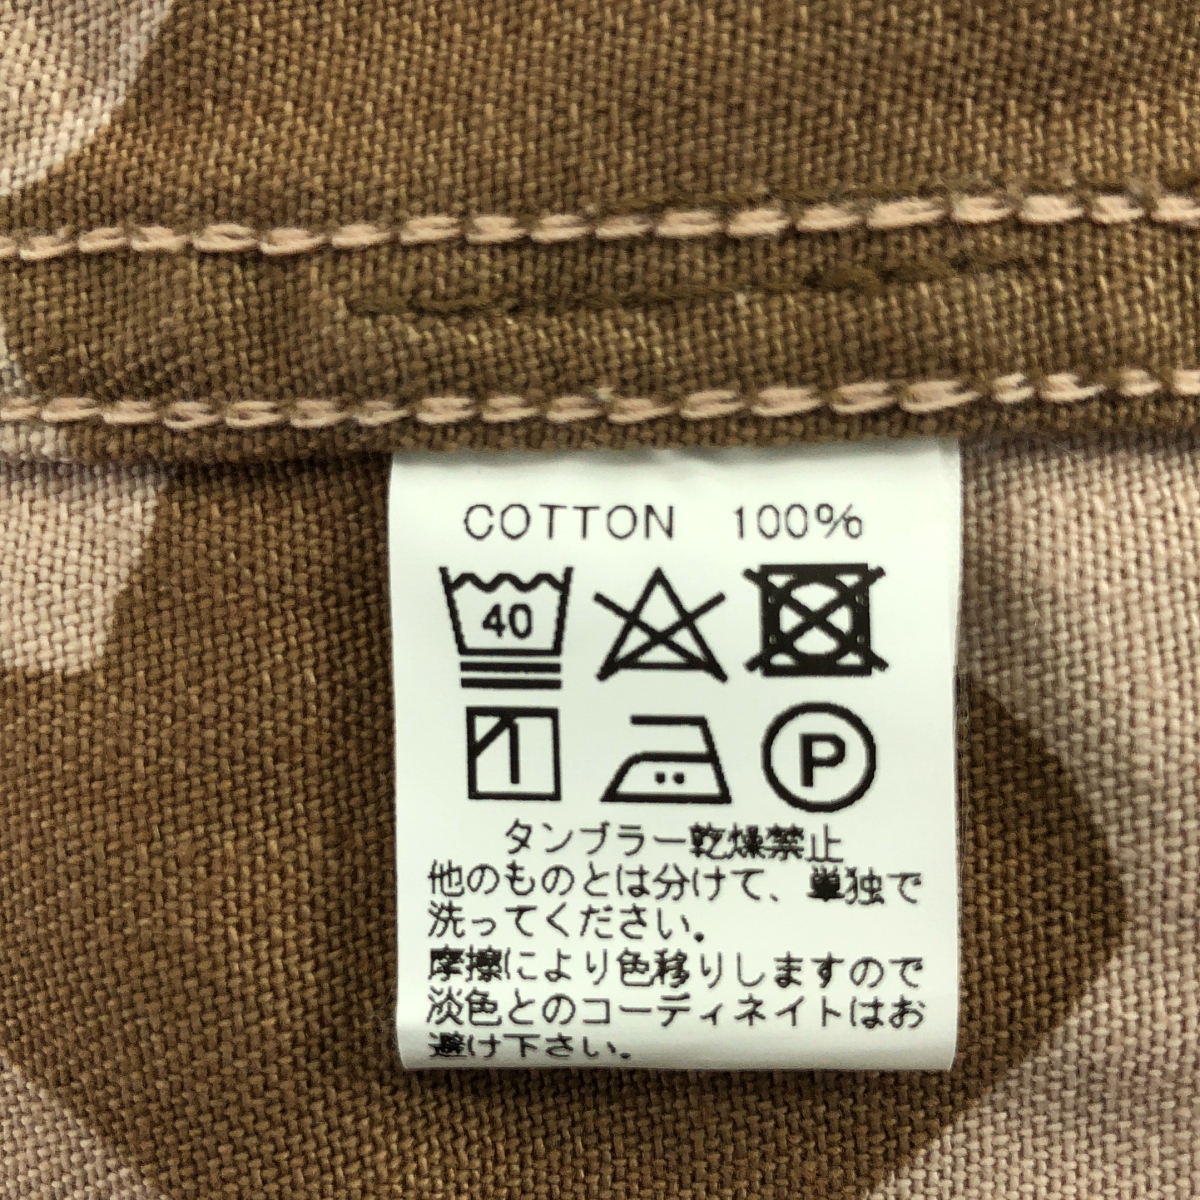 COTTON 100%
40
P
タンブラー乾燥禁止
他のものとは分けて、単独で
洗ってください。
摩擦により色移りしますので
淡色とのコーディネイトはお
避け下さい。